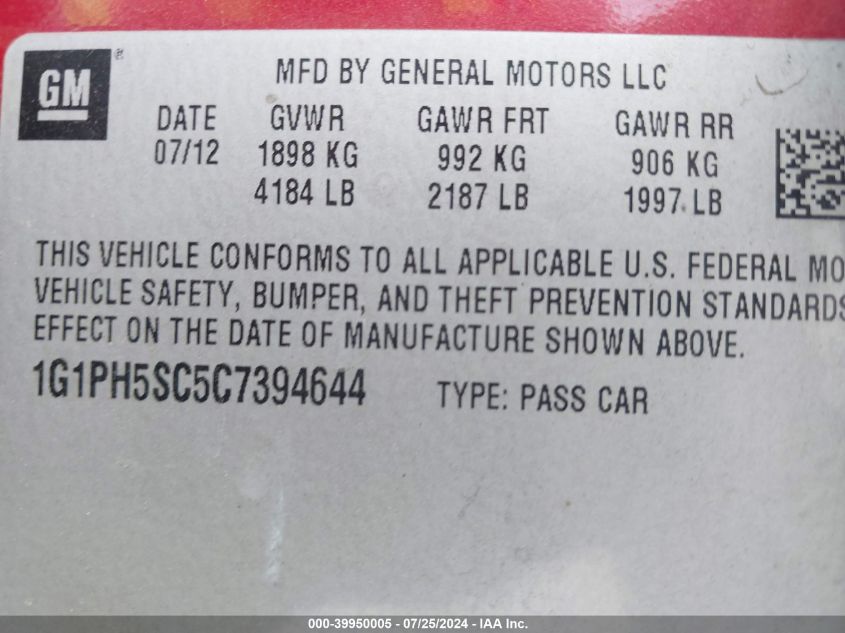 GM ®
MFD BY GENERAL MOTORS LLC
DATE GVWR GAWR FRT GAWR RR
07/12 1898 KG 992 KG 906 KG
4184 LB 2187 LB 1997 LB
THIS VEHICLE CONFORMS TO ALL APPLICABLE U.S. FEDERAL MO
VEHICLE SAFETY, BUMPER, AND THEFT PREVENTION STANDARDS
EFFECT ON THE DATE OF MANUFACTURE SHOWN ABOVE.
1G1PH5SC5C7394644 TYPE: PASS CAR
000-39950005 - 07/25/2024 - IAA Inc.